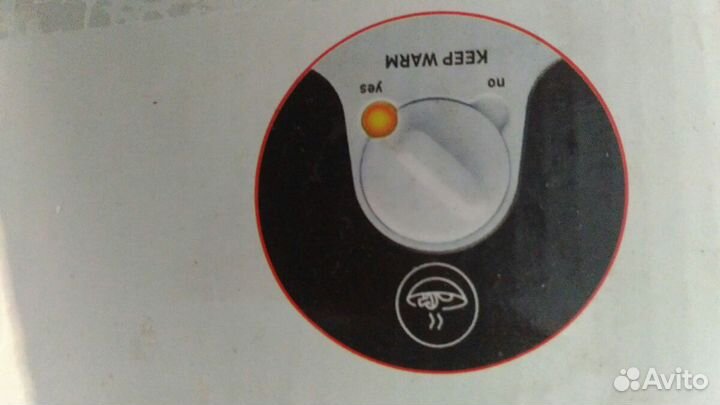 KEEP WARM
yes no
Avito